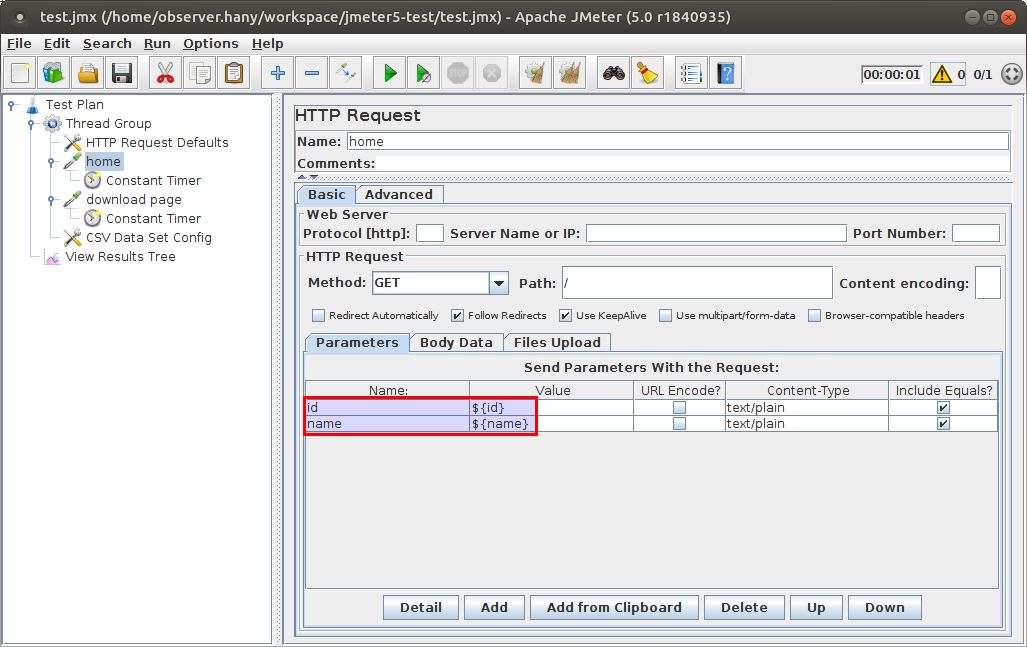 test.jmx (/home/observer.hany/workspace/jmeter5-test/test.jmx) - Apache JMeter (5.0 r1840935)
File Edit Search Run Options Help
STOP
00:00:01 0 0/1
Test Plan
Thread Group
HTTP Request Defaults
home
Constant Timer
download page
Constant Timer
CSV Data Set Config
View Results Tree
HTTP Request
Name: home
Comments:
Basic Advanced
Web Server
Protocol [http]: Server Name or IP: Port Number:
HTTP Request
Method: GET Path: / Content encoding:
Redirect Automatically Follow Redirects Use KeepAlive Use multipart/form-data Browser-compatible headers
Parameters Body Data Files Upload
Send Parameters With the Request:
Name: Value URL Encode? Content-Type Include Equals?
id ${id} text/plain
name ${name} text/plain
Detail Add Add from Clipboard Delete Up Down